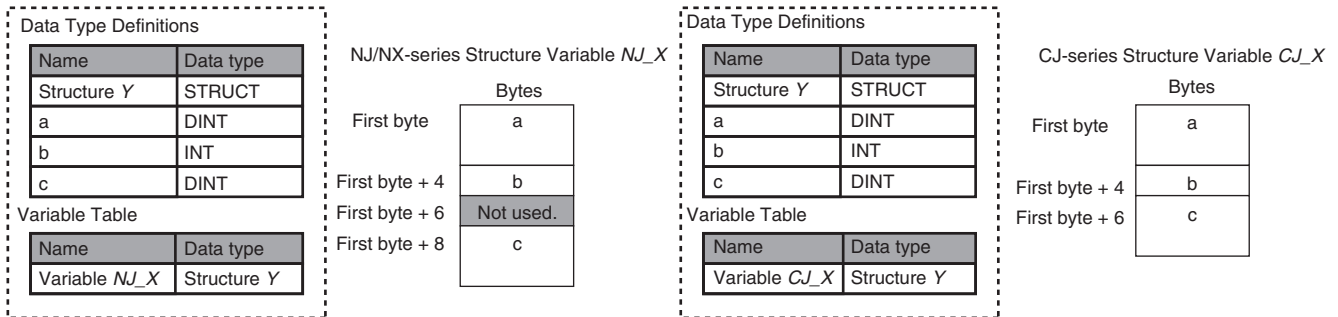 Data Type Definitions
Name Data type
Structure Y STRUCT
a DINT
b INT
c DINT
Variable Table
Name Data type
Variable NJ_X Structure Y
NJ/NX-series Structure Variable NJ_X
Bytes
First byte a
First byte + 4 b
First byte + 6 Not used.
First byte + 8 c
Data Type Definitions
Name Data type
Structure Y STRUCT
a DINT
b INT
c DINT
Variable Table
Name Data type
Variable CJ_X Structure Y
CJ-series Structure Variable CJ_X
Bytes
First byte a
First byte + 4 b
First byte + 6 c